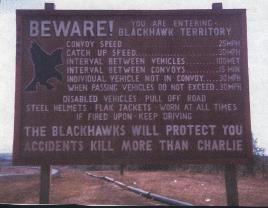 BEWARE! YOU ARE ENTERING
BLACKHAWK TERRITORY
CONVOY SPEED 25MPH
CATCH UP SPEED
INTERVAL BETWEEN VEHICLES 100MET
INTERVAL BETWEEN CONVOYS 15 MIN
INDIVIDUAL VEHICLE NOT IN CONVOY 30MPH
WHEN PASSING VEHICLES DO NOT EXCEED 30MPH
DISABLED VEHICLES PULL OFF ROAD
STEEL HELMETS - FLAK JACKETS - WORN AT ALL TIMES
IF FIRED UPON - KEEP DRIVING
THE BLACKHAWKS WILL PROTECT YOU
ACCIDENTS KILL MORE THAN CHARLIE